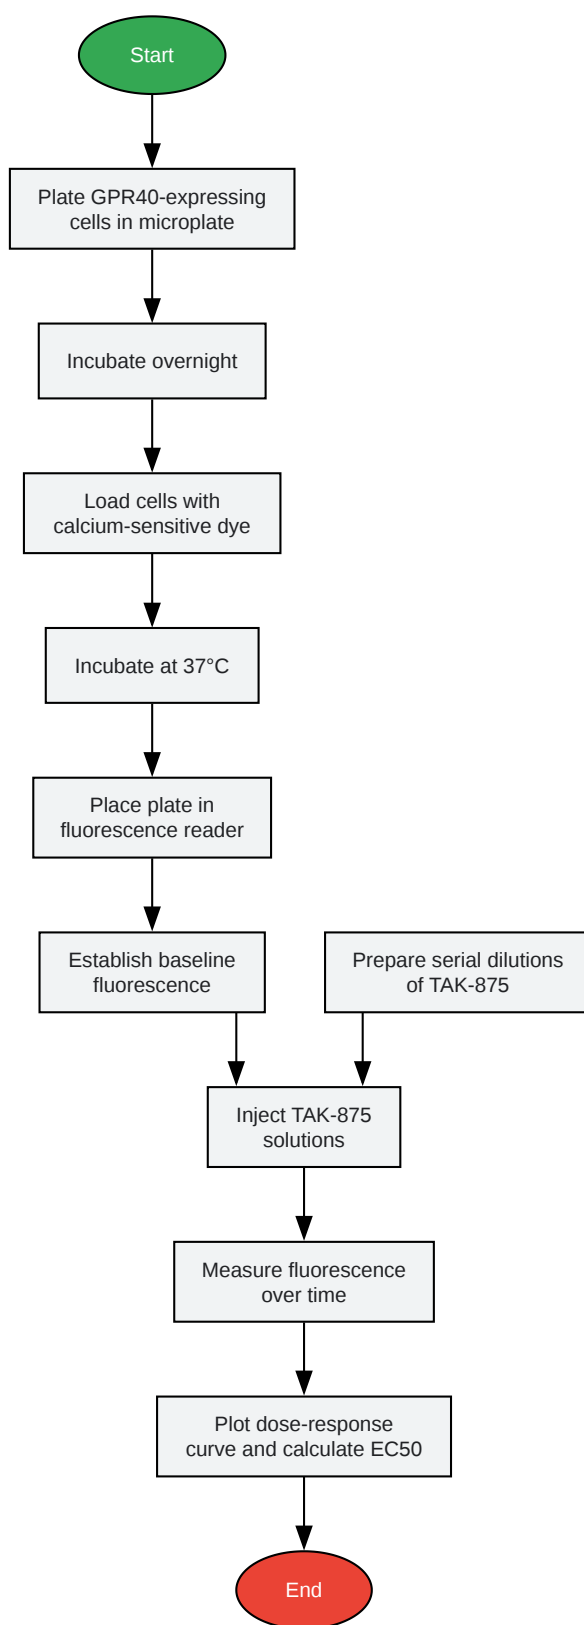 Start
Plate GPR40-expressing
cells in microplate
Incubate overnight
Load cells with
calcium-sensitive dye
Incubate at 37°C
Place plate in
fluorescence reader
Establish baseline
fluorescence
Prepare serial dilutions
of TAK-875
Inject TAK-875
solutions
Measure fluorescence
over time
Plot dose-response
curve and calculate EC50
End